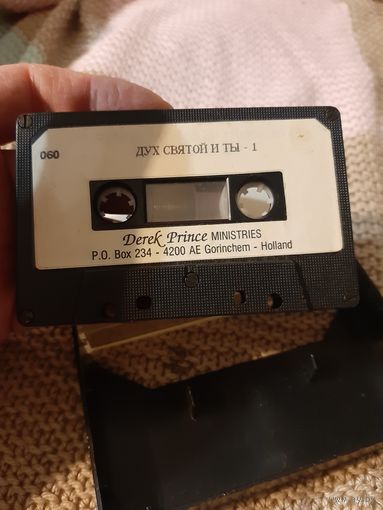 060
ДУХ СВЯТОЙ И ТЫ - 1
Derek Prince MINISTRIES
P.O. Box 234 - 4200 AE Gorinchem - Holland